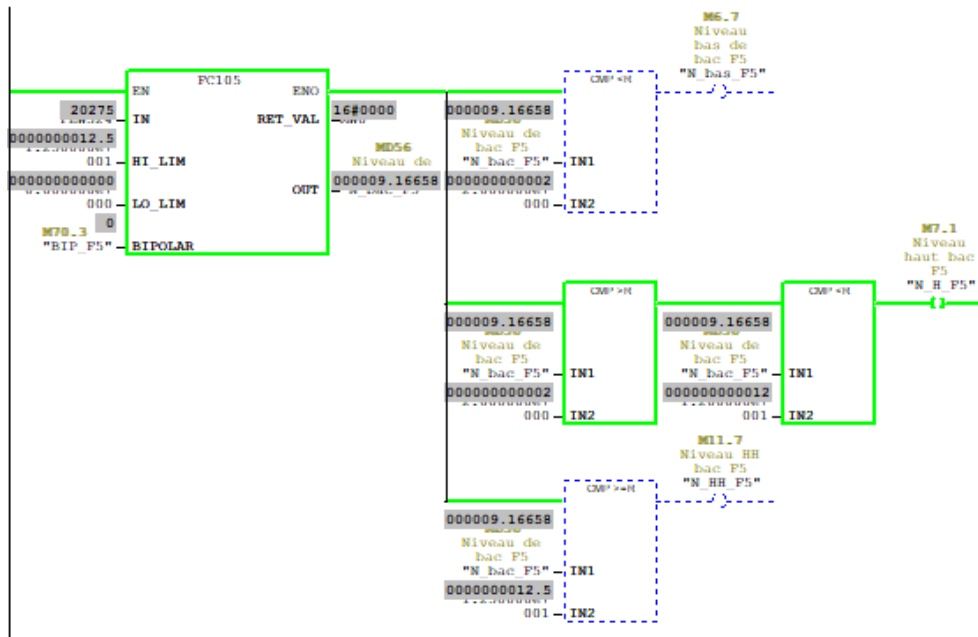 M6.7
Niveau
bas de
bac F5
"N_bas_F5"
FC105
EN
ENO
20275
IN
16#0000
RET_VAL
0000000012.5
001
HI_LIM
MD56
Niveau de
000000000000
000
LO_LIM
OUT
000009.16658
0
M70.3
"BIP_F5"
BIPOLAR
CMP <R
000009.16658
Niveau de
bac F5
"N_bac_F5"
IN1
000000000002
000
IN2
M7.1
Niveau
haut bac
F5
"N_H_F5"
CMP >R
000009.16658
Niveau de
bac F5
"N_bac_F5"
IN1
000000000002
000
IN2
CMP <R
000009.16658
Niveau de
bac F5
"N_bac_F5"
IN1
000000000012
001
IN2
M11.7
Niveau HH
bac F5
"N_HH_F5"
CMP >=R
000009.16658
Niveau de
bac F5
"N_bac_F5"
IN1
0000000012.5
001
IN2